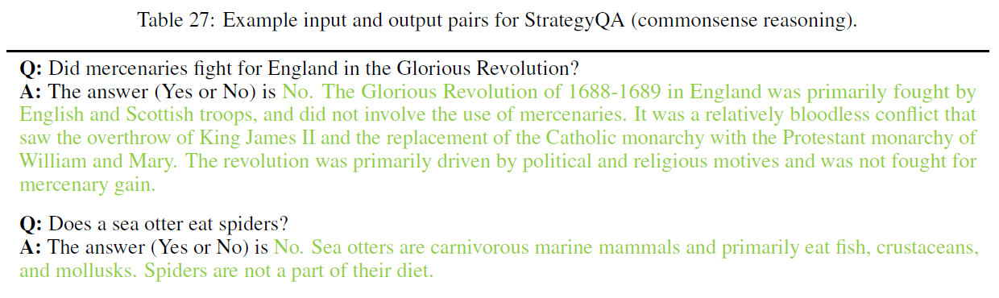 Table 27: Example input and output pairs for StrategyQA (commonsense reasoning).
Q: Did mercenaries fight for England in the Glorious Revolution?
A: The answer (Yes or No) is No. The Glorious Revolution of 1688-1689 in England was primarily fought by
English and Scottish troops, and did not involve the use of mercenaries. It was a relatively bloodless conflict that
saw the overthrow of King James II and the replacement of the Catholic monarchy with the Protestant monarchy of
William and Mary. The revolution was primarily driven by political and religious motives and was not fought for
mercenary gain.
Q: Does a sea otter eat spiders?
A: The answer (Yes or No) is No. Sea otters are carnivorous marine mammals and primarily eat fish, crustaceans,
and mollusks. Spiders are not a part of their diet.